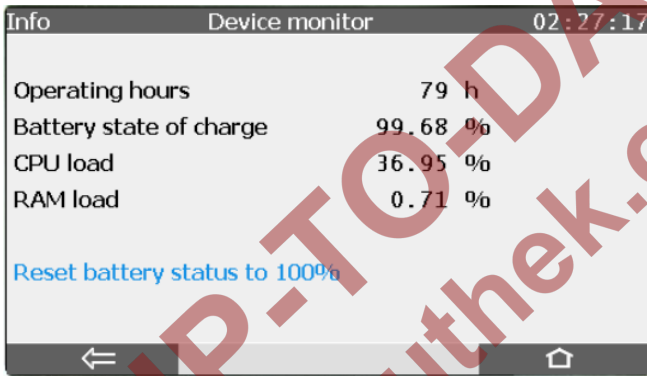 Info Device monitor 02:27:17
Operating hours 79 h
Battery state of charge 99.68 %
CPU load 36.95 %
RAM load 0.71 %
Reset battery status to 100%